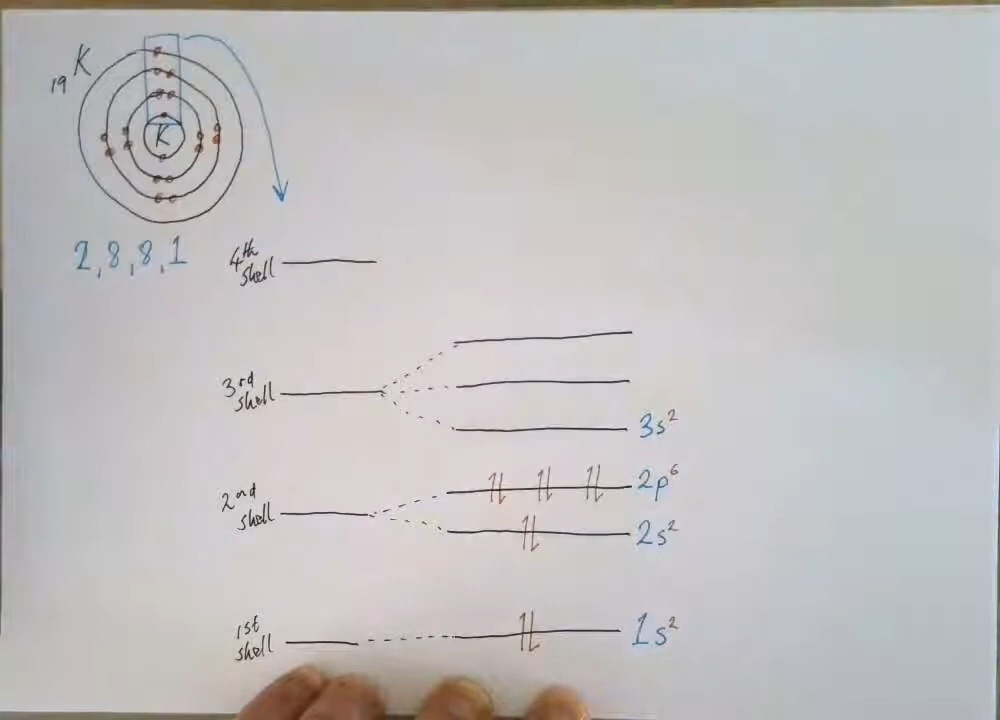 ₁₉K
K
2,8,8,1
4th shell
3rd shell
3s²
2nd shell
2p⁶
2s²
1st shell
1s²